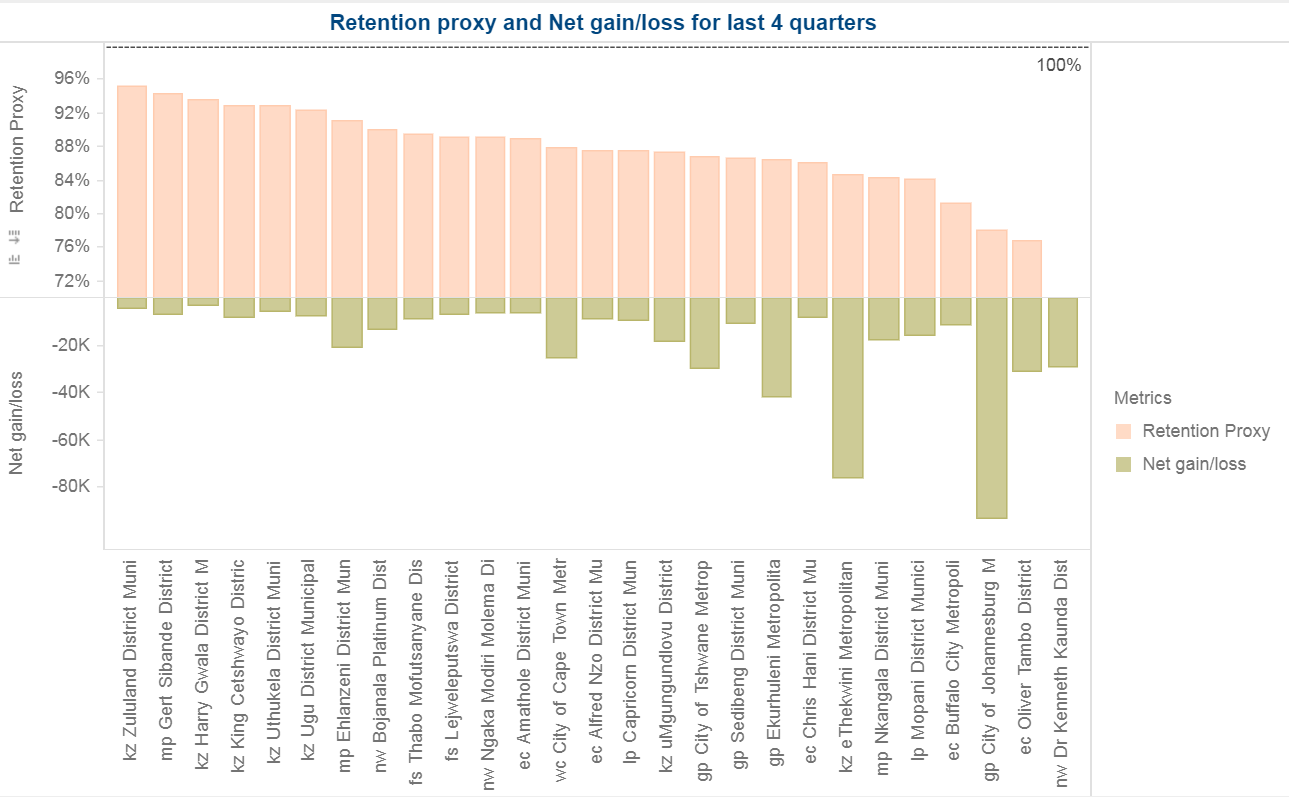 Retention proxy and Net gain/loss for last 4 quarters
100%
Retention Proxy
96%
92%
88%
84%
80%
76%
72%
Net gain/loss
-20K
-40K
-60K
-80K
Metrics
Retention Proxy
Net gain/loss
kz Zululand District Muni
mp Gert Sibande District
kz Harry Gwala District M
kz King Cetshwayo Distric
kz Uthukela District Muni
kz Ugu District Municipal
mp Ehlanzeni District Mun
nw Bojanala Platinum Dist
fs Thabo Mofutsanyane Dis
fs Lejweleputswa District
nw Ngaka Modiri Molema Di
ec Amathole District Muni
wc City of Cape Town Metr
ec Alfred Nzo District Mu
lp Capricorn District Mun
kz uMgungundlovu District
gp City of Tshwane Metrop
gp Sedibeng District Muni
gp Ekurhuleni Metropolita
ec Chris Hani District Mu
kz eThekwini Metropolitan
mp Nkangala District Muni
lp Mopani District Munici
ec Buffalo City Metropoli
gp City of Johannesburg M
ec Oliver Tambo District
nw Dr Kenneth Kaunda Dist